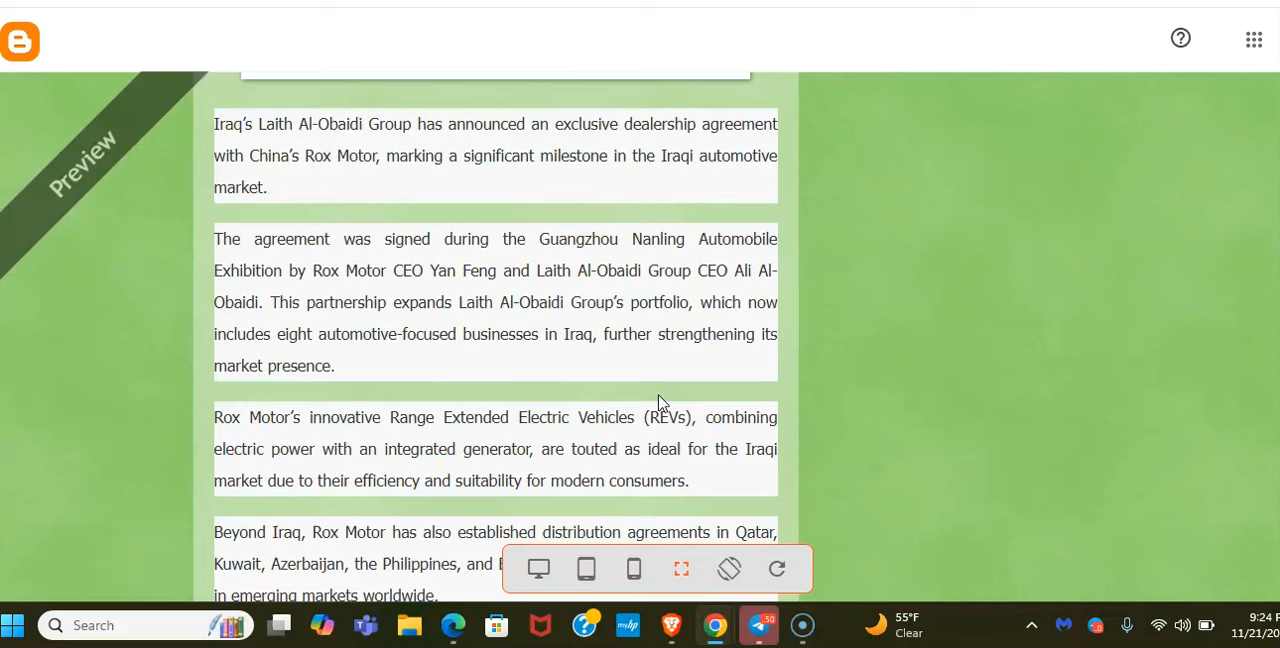 Preview
Iraq’s Laith Al-Obaidi Group has announced an exclusive dealership agreement
with China’s Rox Motor, marking a significant milestone in the Iraqi automotive
market.
The agreement was signed during the Guangzhou Nanling Automobile
Exhibition by Rox Motor CEO Yan Feng and Laith Al-Obaidi Group CEO Ali Al-
Obaidi. This partnership expands Laith Al-Obaidi Group’s portfolio, which now
includes eight automotive-focused businesses in Iraq, further strengthening its
market presence.
Rox Motor’s innovative Range Extended Electric Vehicles (REVs), combining
electric power with an integrated generator, are touted as ideal for the Iraqi
market due to their efficiency and suitability for modern consumers.
Beyond Iraq, Rox Motor has also established distribution agreements in Qatar,
Kuwait, Azerbaijan, the Philippines, and
in emerging markets worldwide.
Search
myhp
50
55°F
Clear
9:24
11/21/20